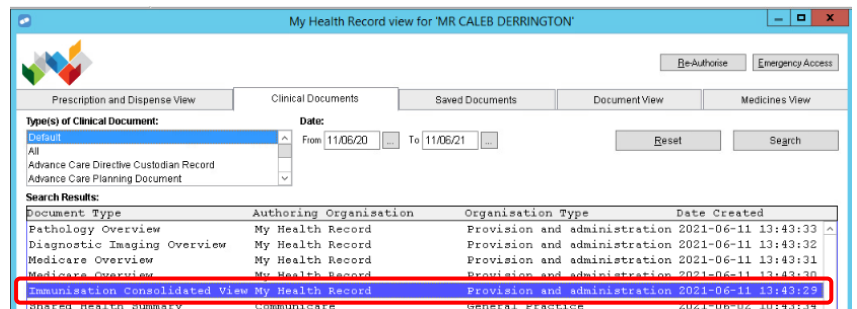 My Health Record view for 'MR CALEB DERRINGTON'
Re-Authorise Emergency Access
Prescription and Dispense View Clinical Documents Saved Documents Document View Medicines View
Type(s) of Clinical Document: Date:
Default From 11/06/20 ... To 11/06/21 ... Reset Search
All
Advance Care Directive Custodian Record
Advance Care Planning Document
Search Results:
Document Type Authoring Organisation Organisation Type Date Created
Pathology Overview My Health Record Provision and administration 2021-06-11 13:43:33
Diagnostic Imaging Overview My Health Record Provision and administration 2021-06-11 13:43:32
Medicare Overview My Health Record Provision and administration 2021-06-11 13:43:31
Medicare Overview My Health Record Provision and administration 2021-06-11 13:43:30
Immunisation Consolidated View My Health Record Provision and administration 2021-06-11 13:43:29
Shared Health Summary Communicare General Practice 2021-06-02 10:43:34